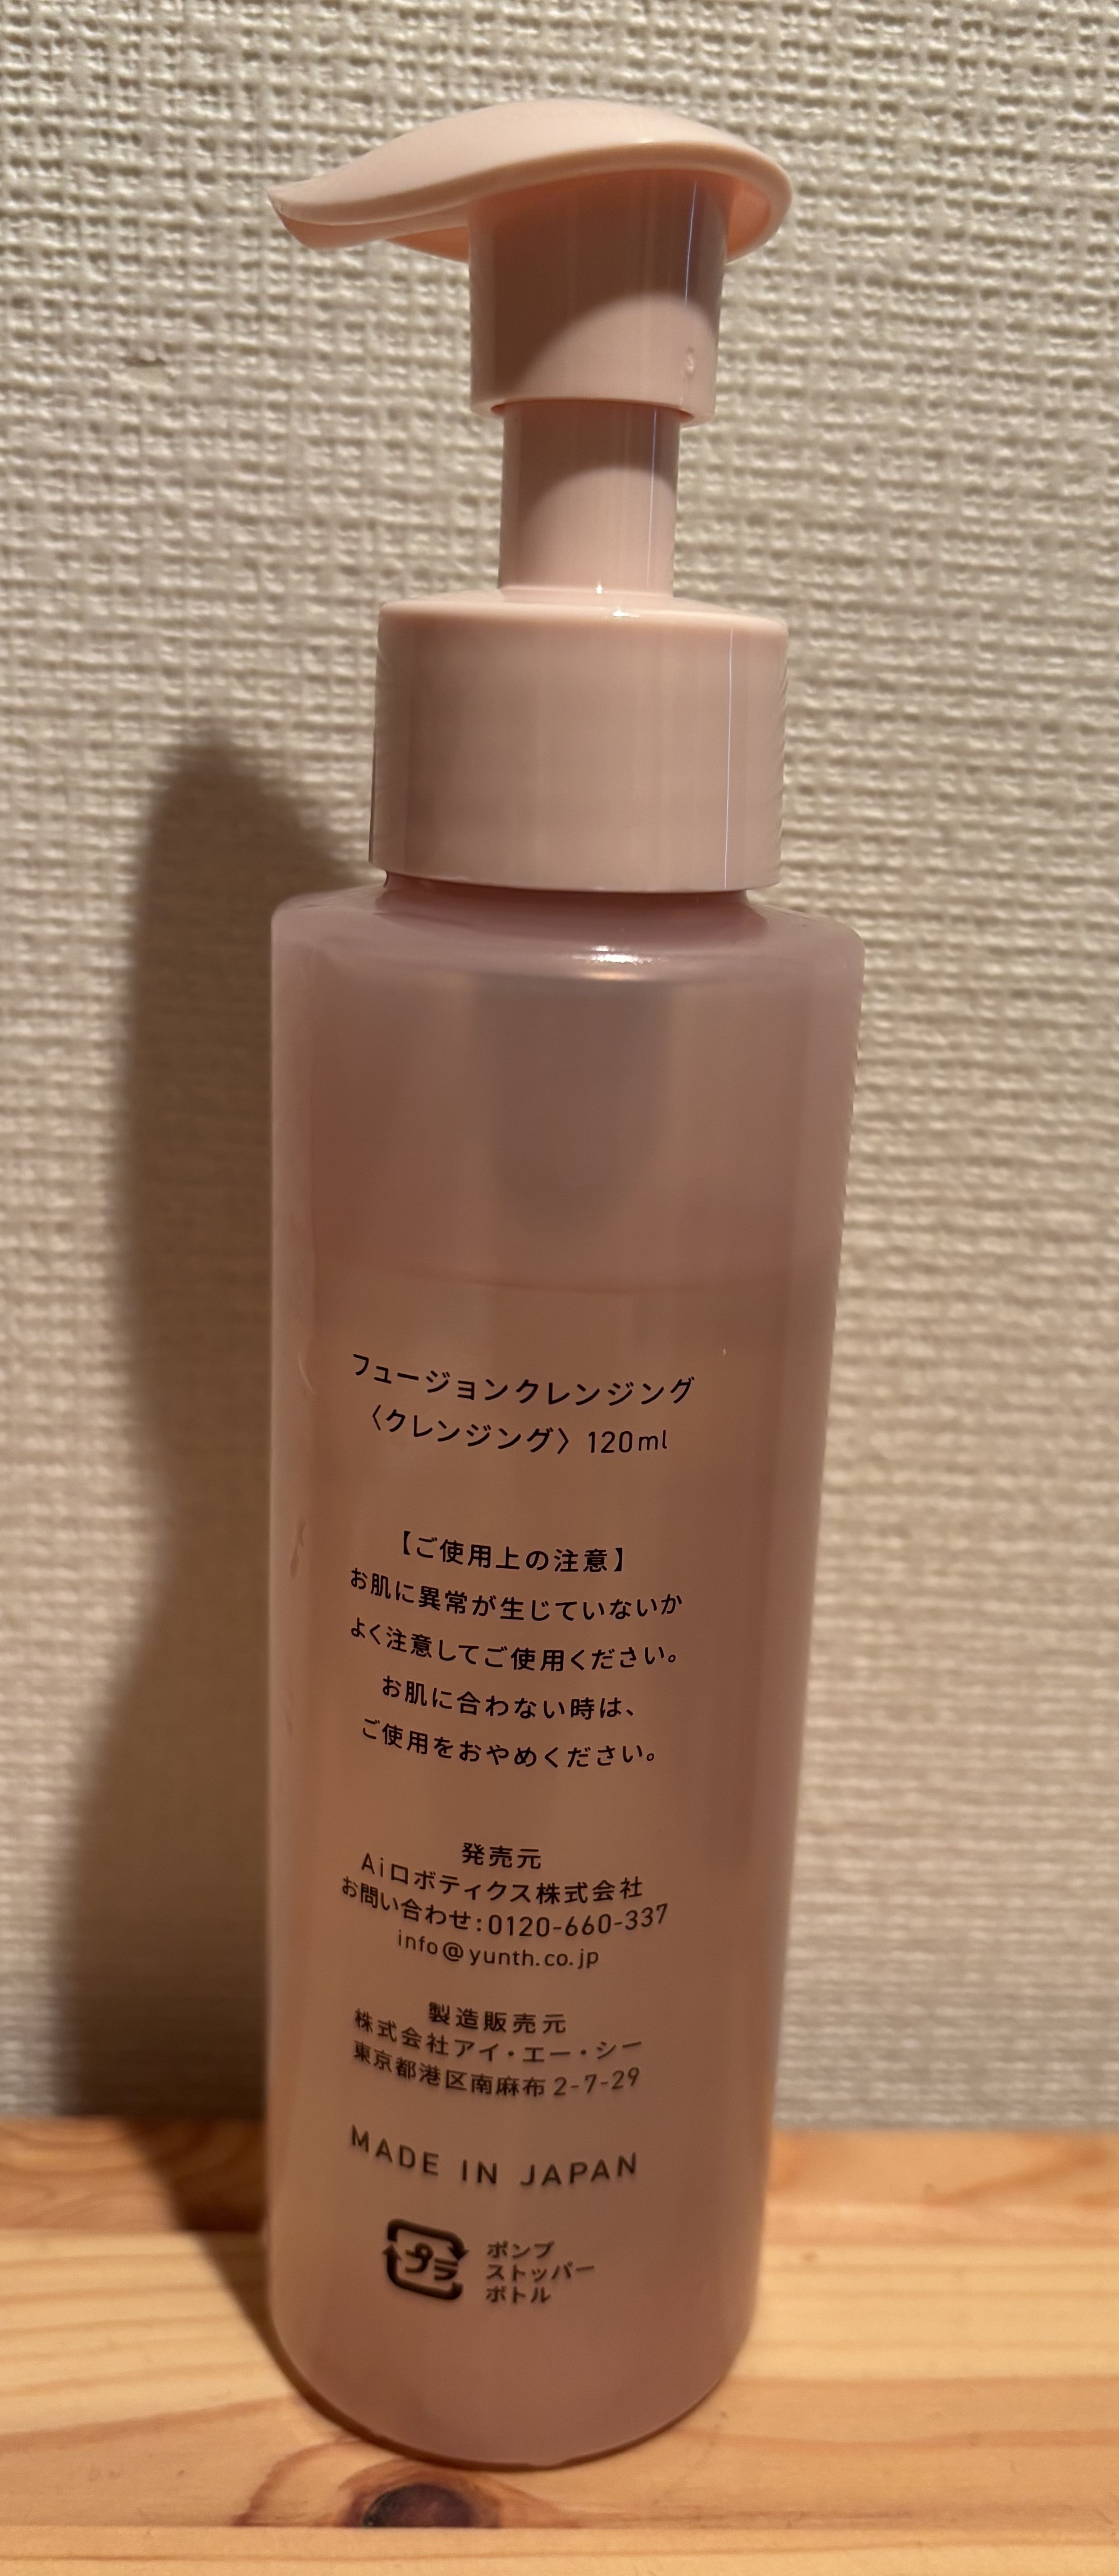 フュージョンクレンジング
〈クレンジング〉120ml
【ご使用上の注意】
お肌に異常が生じていないか
よく注意してご使用ください。
お肌に合わない時は、
ご使用をおやめください。
発売元
Aiロボティクス株式会社
お問い合わせ:0120-660-337
info@yunth.co.jp
製造販売元
株式会社アイ・エー・シー
東京都港区南麻布2-7-29
MADE IN JAPAN
プラ
ポンプ
ストッパー
ボトル